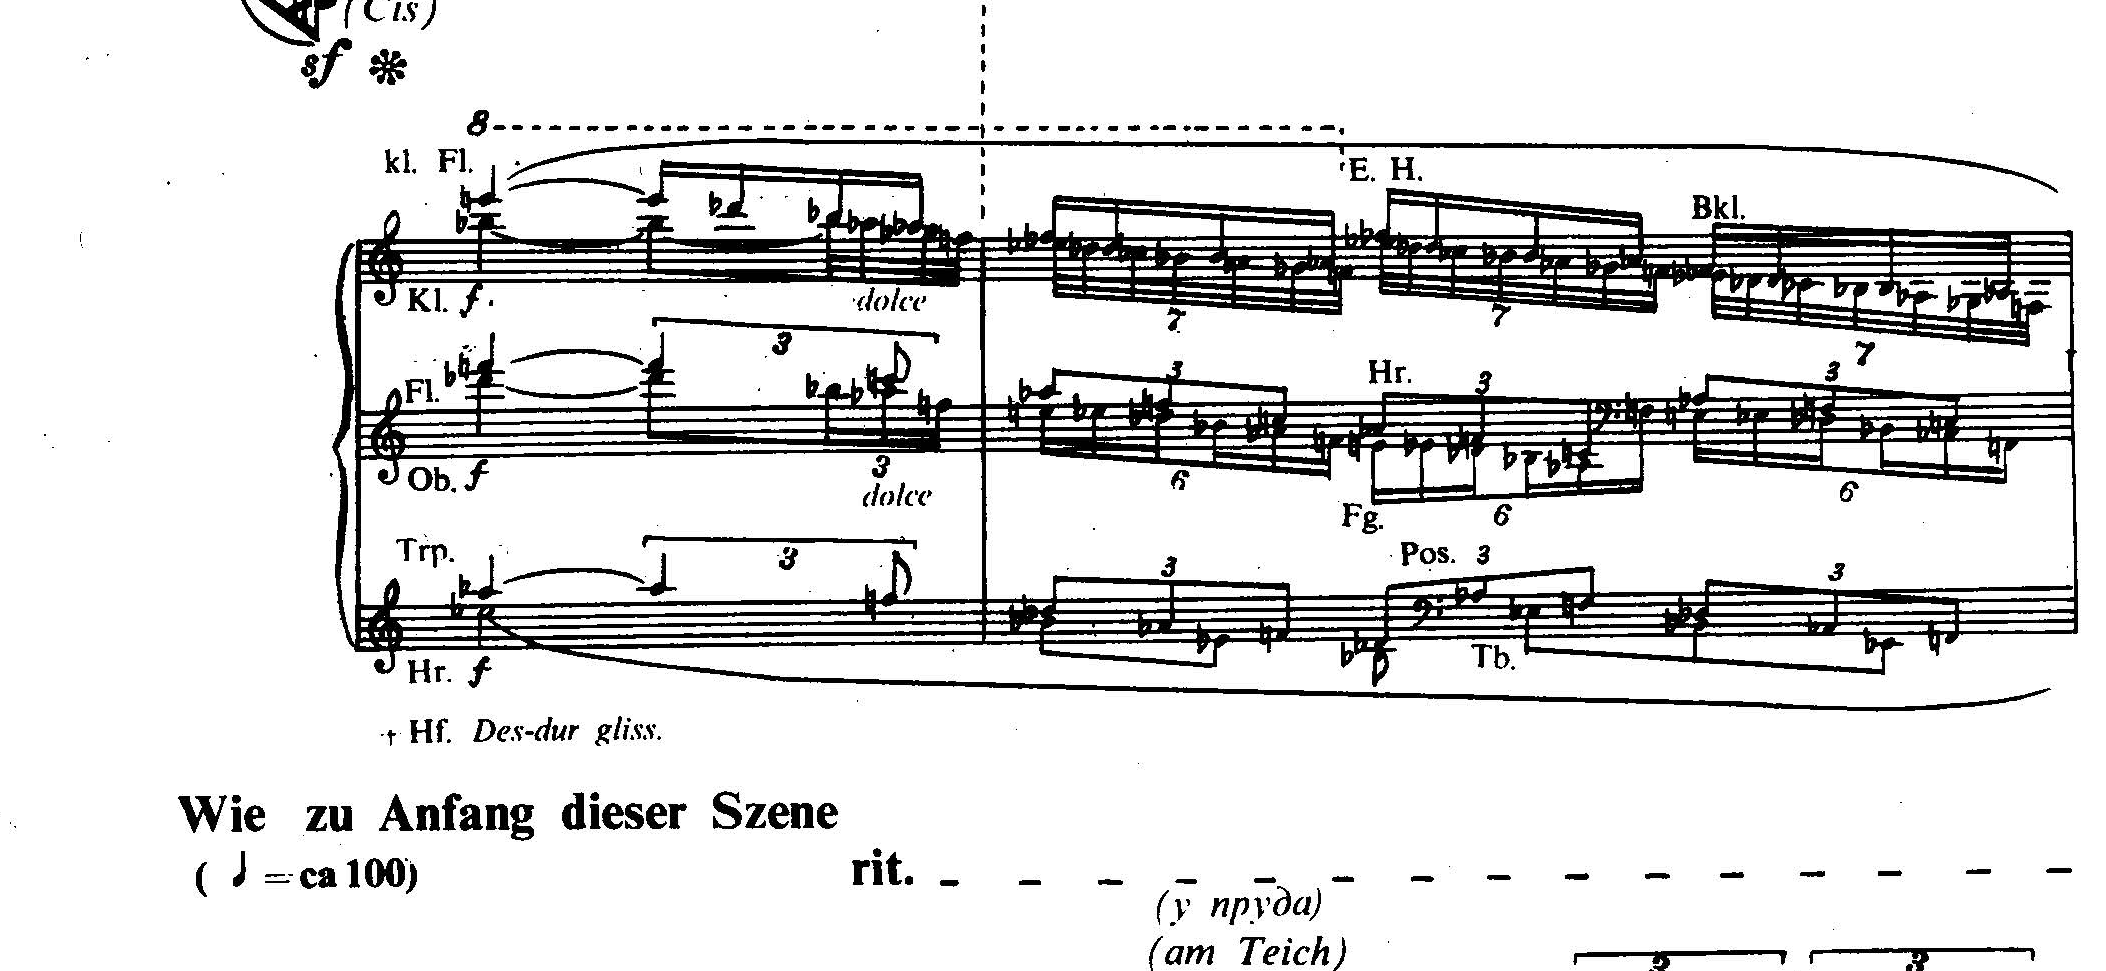 (Cis)
sf
8
kl. Fl.
E. H.
Bkl.
Kl. f
dolce
7
7
7
3
Fl.
Hr.
3
3
3
Ob. f
3
dolce
6
Fg.
6
6
Trp.
3
3
Pos. 3
3
Hr. f
Tb.
† Hf. Des-dur gliss.
Wie zu Anfang dieser Szene
( ♩ = ca 100)
rit. _ _ _ _ _ _ _ _ _ _ _ _ _ _ _
(у пруда)
(am Teich)
3 3